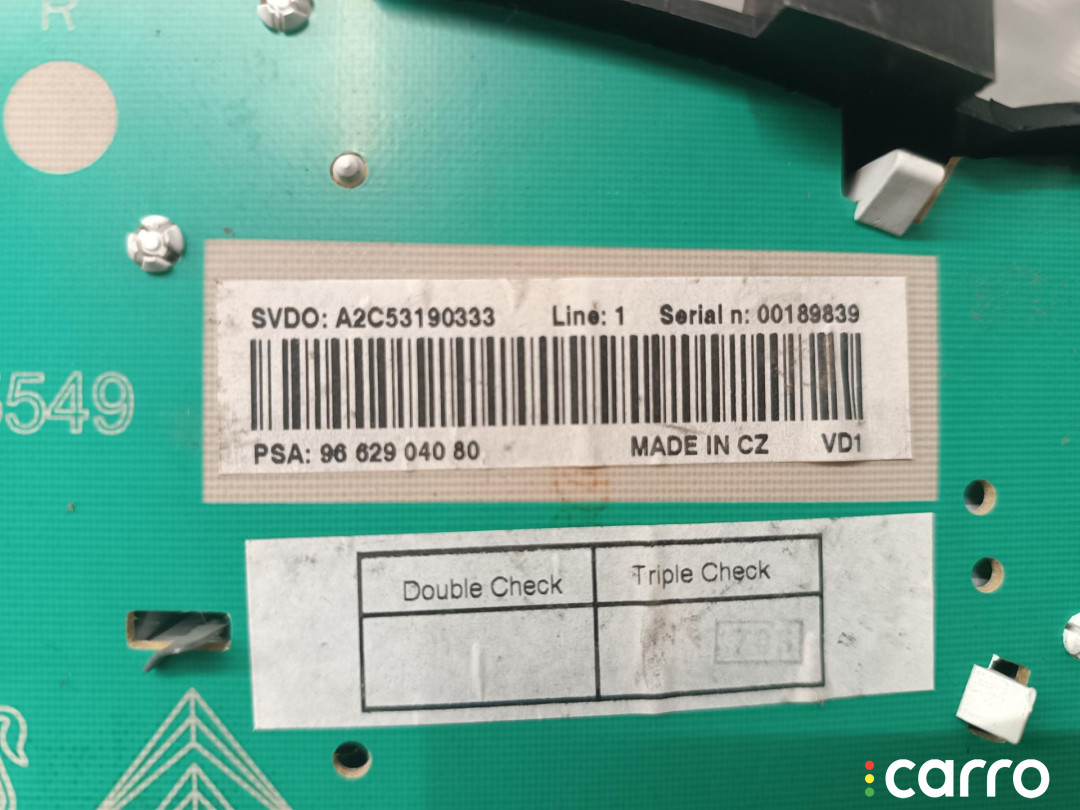 R
SVDO: A2C53190333 Line: 1 Serial n: 00189839
5549
PSA: 96 629 040 80 MADE IN CZ VD1
Double Check Triple Check
carro